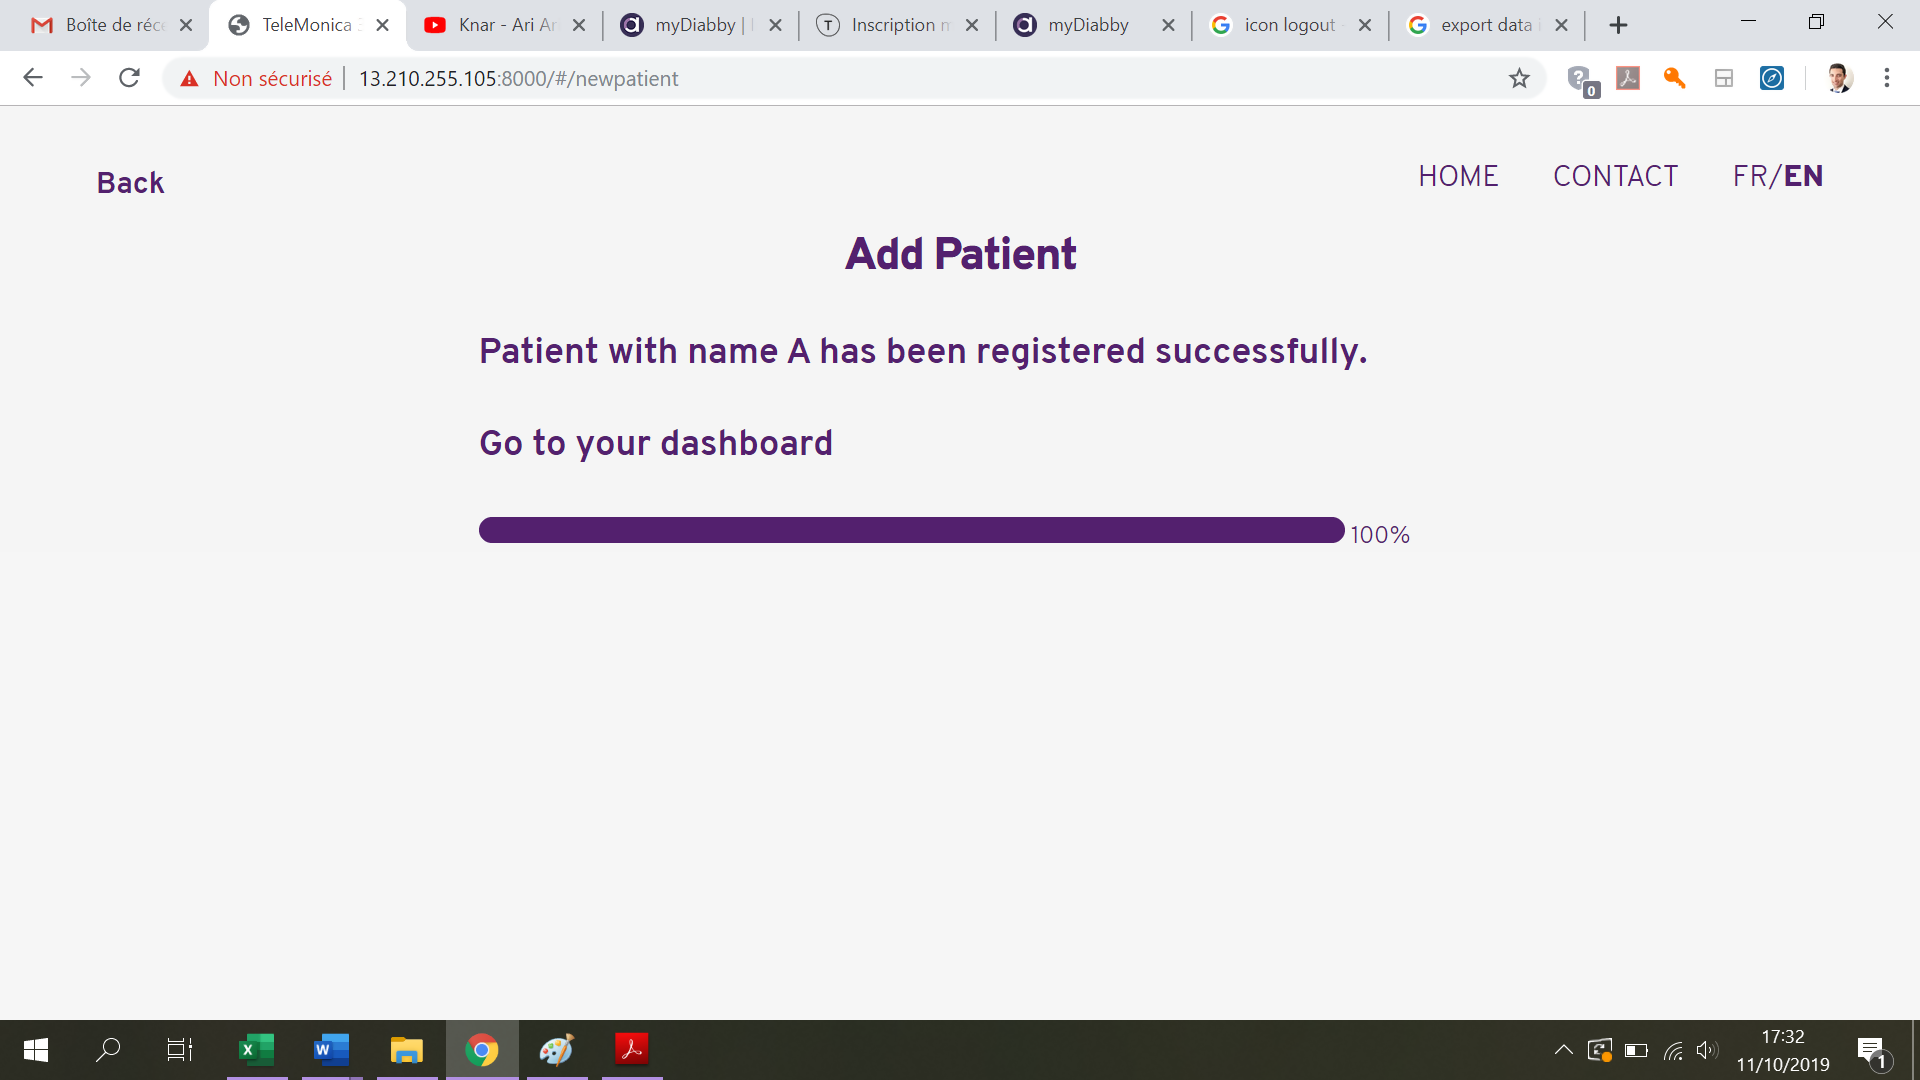 Boîte de réc
TeleMonica
Knar - Ari Ar
myDiabby |
Inscription m
myDiabby
icon logout
export data i
Non sécurisé
13.210.255.105:8000/#/newpatient
0
Back
HOME
CONTACT
FR/EN
Add Patient
Patient with name A has been registered successfully.
Go to your dashboard
100%
17:32
11/10/2019
1